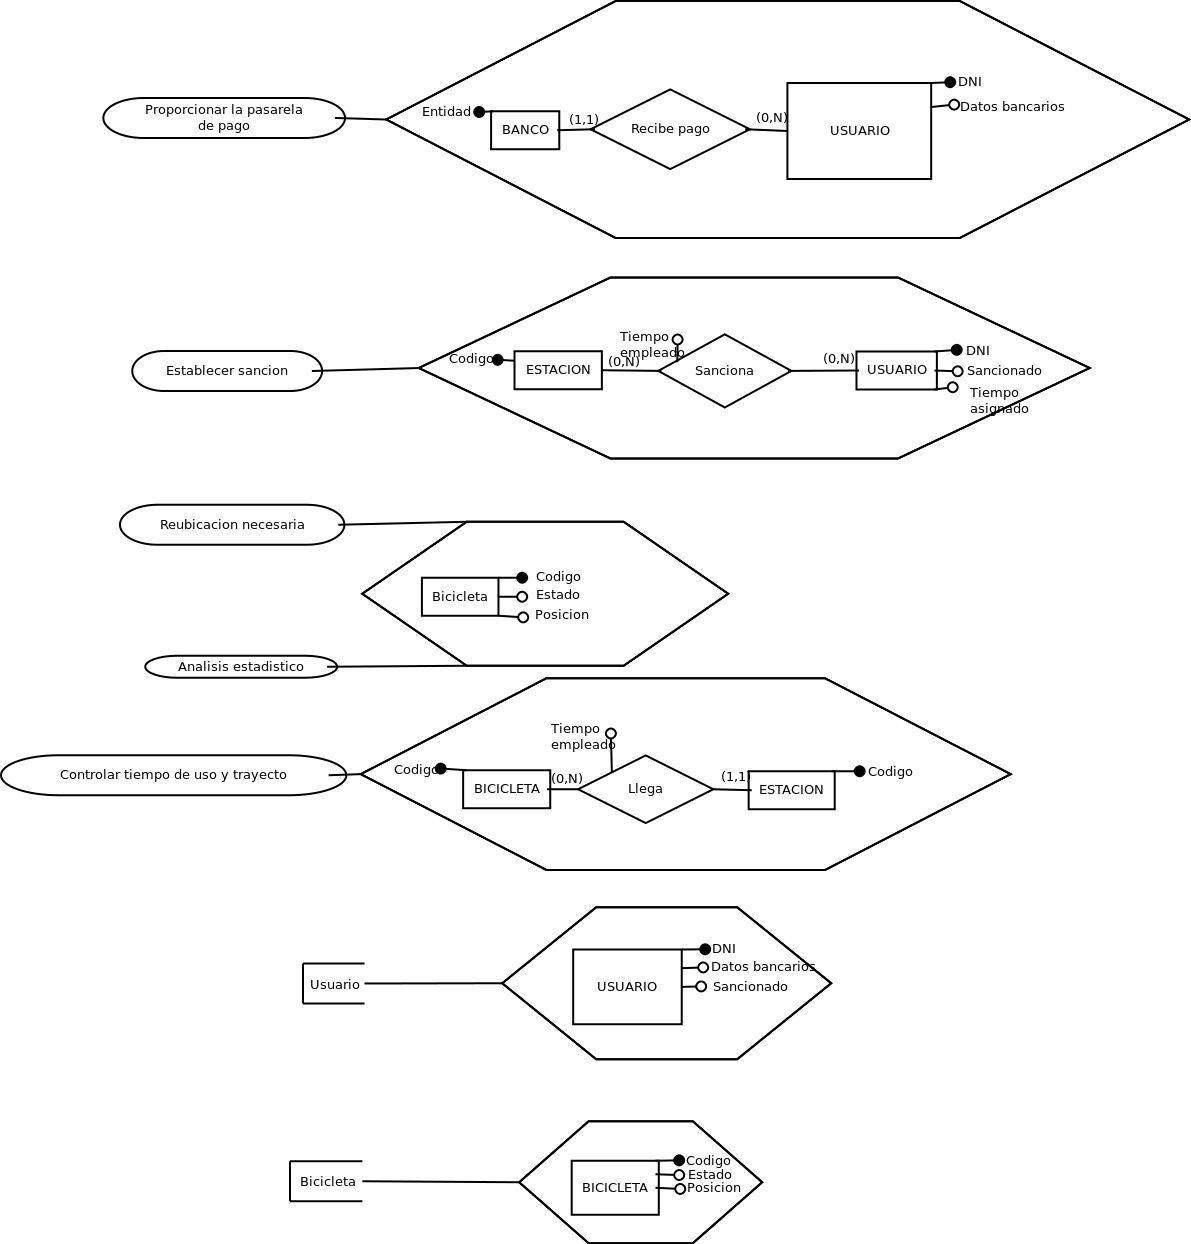 Proporcionar la pasarela
de pago
Entidad
BANCO
(1,1)
Recibe pago
(0,N)
USUARIO
DNI
Datos bancarios
Establecer sancion
Codigo
ESTACION
(0,N)
Tiempo
empleado
Sanciona
(0,N)
USUARIO
DNI
Sancionado
Tiempo
asignado
Reubicacion necesaria
Bicicleta
Codigo
Estado
Posicion
Analisis estadistico
Controlar tiempo de uso y trayecto
Codigo
BICICLETA
(0,N)
Tiempo
empleado
Llega
(1,1)
ESTACION
Codigo
Usuario
USUARIO
DNI
Datos bancarios
Sancionado
Bicicleta
BICICLETA
Codigo
Estado
Posicion